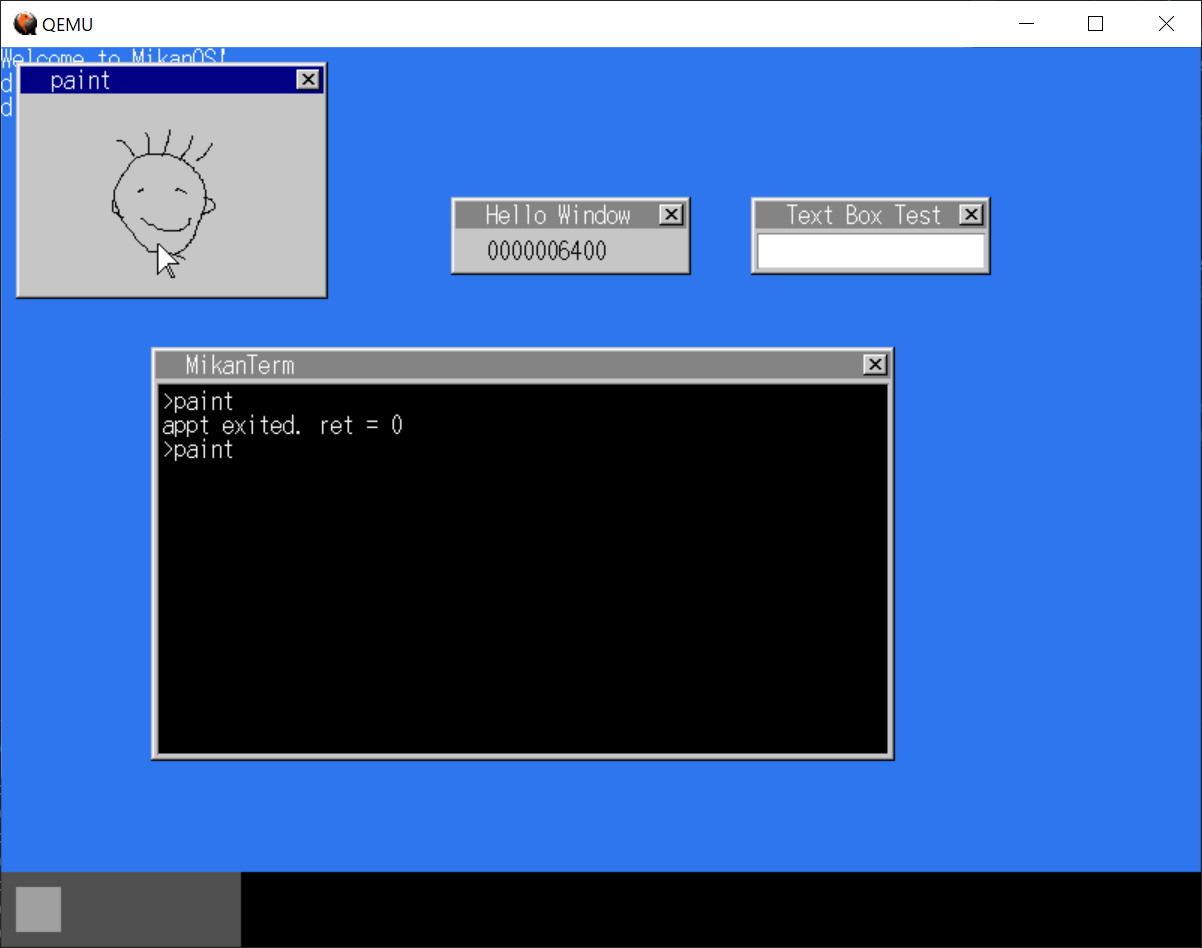 QEMU
Welcome to MikanOS!
d
d
paint
Hello Window
0000006400
Text Box Test
MikanTerm
>paint
appt exited. ret = 0
>paint